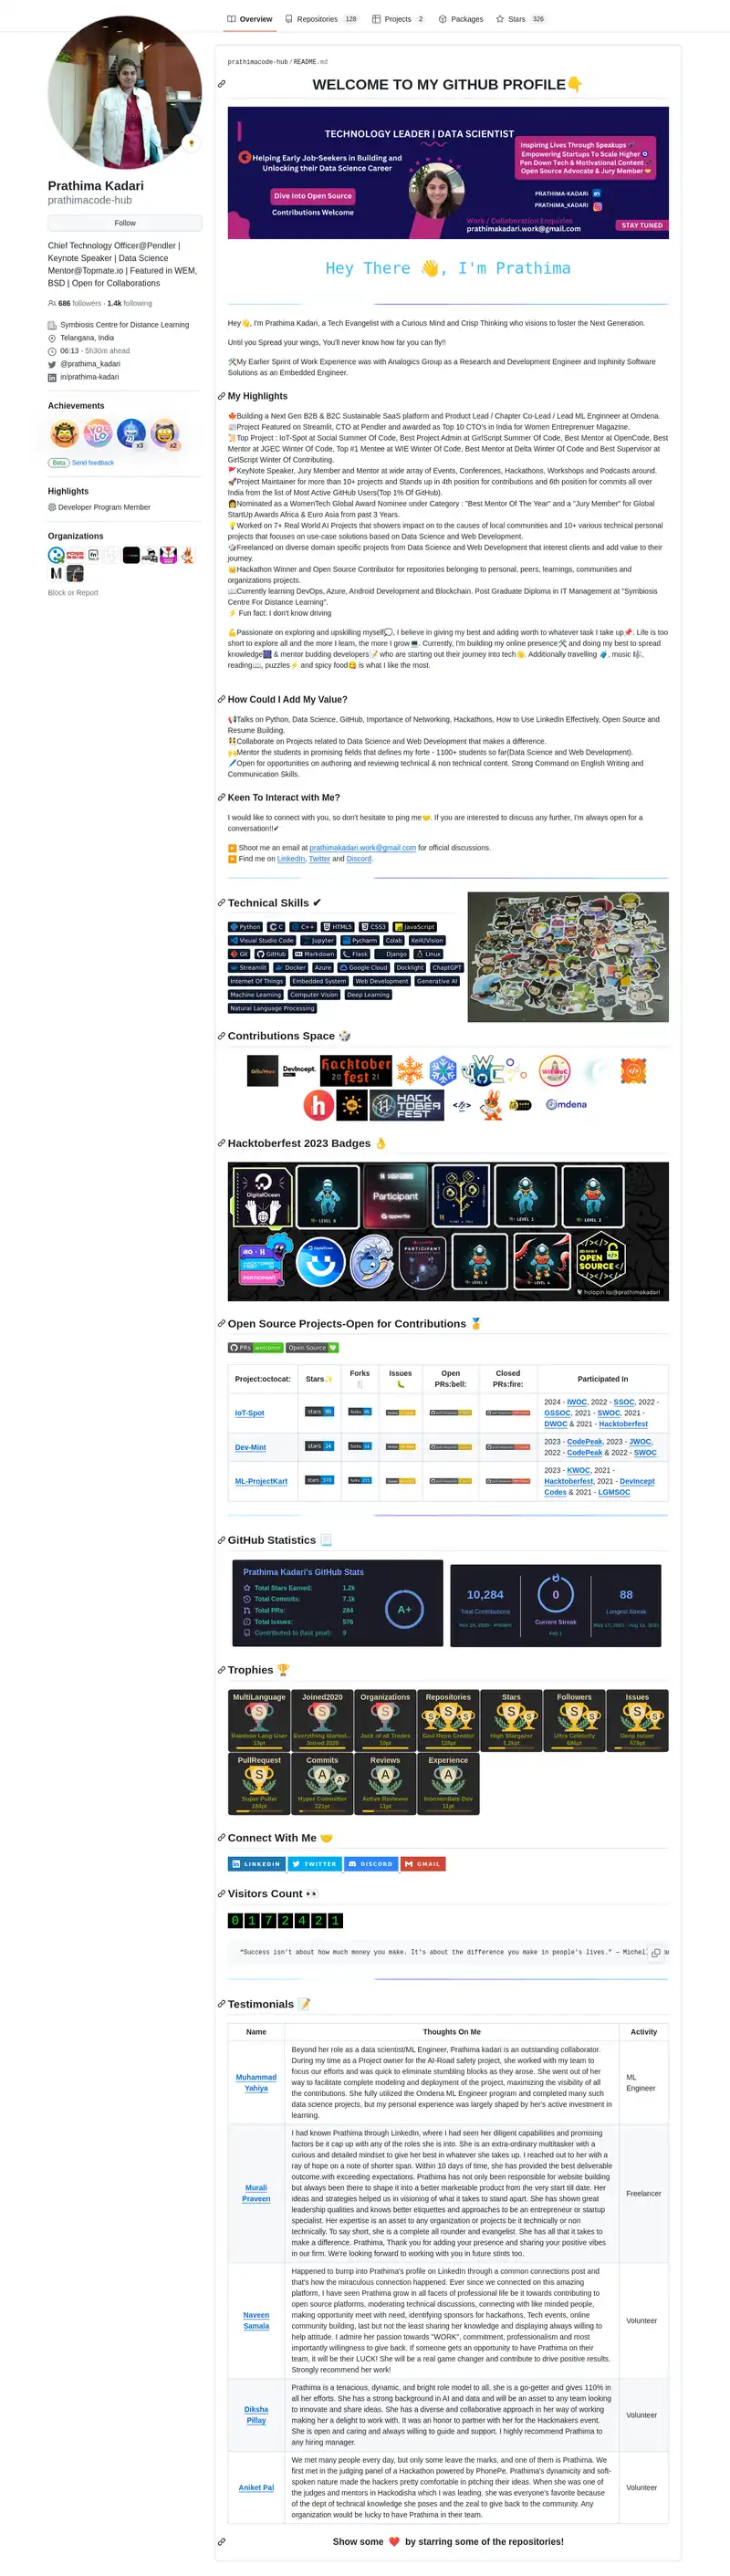 Overview
Repositories 128
Projects 2
Packages
Stars 326
Prathima Kadari
prathimacode-hub
Follow
Chief Technology Officer@Pendler |
Keynote Speaker | Data Science
Mentor@Topmate.io | Featured in WEM,
BSD | Open for Collaborations
686 followers · 1.4k following
Symbiosis Centre for Distance Learning
Telangana, India
06:13 - 5h30m ahead
@prathima_kadari
in/prathima-kadari
Achievements
x3
x2
Beta Send feedback
Highlights
Developer Program Member
Organizations
Block or Report
prathimacode-hub/README.md
WELCOME TO MY GITHUB PROFILE👇
TECHNOLOGY LEADER | DATA SCIENTIST
Helping Early Job-Seekers in Building and
Unlocking their Data Science Career
Dive Into Open Source
Contributions Welcome
Inspiring Lives Through Speakups
Empowering Startups To Scale Higher
Pen Down Tech & Motivational Content
Open Source Advocate & Jury Member
PRATHIMA-KADARI
PRATHIMA_KADARI
Work / Collaboration Enquiries
prathimakadari.work@gmail.com
STAY TUNED
Hey There 👋, I'm Prathima
Hey👋, I'm Prathima Kadari, a Tech Evangelist with a Curious Mind and Crisp Thinking who visions to foster the Next Generation.
Until you Spread your Wings, You'll never know how far you can fly!!
🛠️My Earlier Sprint of Work Experience was with Analogics Group as a Research and Development Engineer and Inphinity Software
Solutions as an Embedded Engineer.
My Highlights
🍁Building a Next Gen B2B & B2C Sustainable SaaS platform and Product Lead / Chapter Co-Lead / Lead ML Enginneer at Omdena.
📰Project Featured on Streamlit, CTO at Pender and awarded as Top 10 CTO's in India for Women Entreprenuer Magazine.
📜Top Project : IoT-Spot at Social Summer Of Code, Best Project Admin at GirlScript Summer Of Code, Best Mentor at OpenCode, Best
Mentor at JGEC Winter Of Code, Top #1 Mentee at WIT Winter Of Code, Best Mentor at Devincept Winter Of Code and Best Supervisor at
GirlScript Winter Of Contributing.
🚩KeyNote Speaker, Jury Member and Mentor at wide array of Events, Conferences, Hackathons, Workshops and Podcasts around.
🚀Project Maintainer for more than 10+ projects and Stands up in 4th position for contributions and 6th position for commits all over
India from the list of Most Active GitHub Users(Top 1% Of GitHub).
👩Nominated as a WomenTech Global Award Nominee under Category : "Best Mentor Of The Year" and a "Jury Member" for Global
StartUp Awards Africa & Euro Asia from past 3 Years.
💡Worked on 7+ Real World AI Projects that showers impact on to the causes of local communities and 10+ various technical personal
projects that focuses on use-case solutions based on Data Science and Web Development.
🎲Freelanced on diverse domain specific projects from Data Science and Web Development that interest clients and add value to their
journey.
👑Hackathon Winner and Open Source Contributor for repositories belonging to personal, peers, learnings, communities and
organizations projects.
📖Currently learning DevOps, Azure, Android Development and Blockchain. Post Graduate Diploma in IT Management at "Symbiosis
Centre For Distance Learning".
⚡ Fun fact: I don't know driving
💪Passionate on exploring and upskilling myself💭, I believe in giving my best and adding worth to whatever task I take up📌. Life is too
short to explore all and the more I learn, the more I grow💻. Currently, I'm building my online presence🛠️ and doing my best to spread
knowledge🎆 & mentor budding developers📝 who are starting out their journey into tech👋. Additionally travelling 🧳, music 🎼,
reading📖, puzzles⚡ and spicy food😋 is what I like the most.
How Could I Add My Value?
📢Talks on Python, Data Science, GitHub, Importance of Networking, Hackathons, How to Use LinkedIn Effectively, Open Source and
Resume Building.
👯Collaborate on Projects related to Data Science and Web Development that makes a difference.
🙌Mentor the students in promising fields that defines my forte - 1100+ students so far(Data Science and Web Development).
🖊️Open for opportunities on authoring and reviewing technical & non technical content. Strong Command on English Writing and
Communication Skills.
Keen To Interact with Me?
I would like to connect with you, so don't hesitate to ping me🤝. If you are interested to discuss any further, I'm always open for a
conversation!!✔
▶️ Shoot me an email at prathimakadari.work@gmail.com for official discussions.
▶️ Find me on LinkedIn, Twitter and Discord.
Technical Skills ✔
Python C C++ HTML5 CSS3 JavaScript
Visual Studio Code Jupyter Pycharm Colab KeilUVision
Git GitHub Markdown Flask Django Linux
Streamlit Docker Azure Google Cloud Docklight ChaptGPT
Internet Of Things Embedded System Web Development Generative AI
Machine Learning Computer Vision Deep Learning
Natural Language Processing
Contributions Space 🎲
DevIncept.
Hacktober fest 21
HACK TOBER FEST
omdena
Hacktoberfest 2023 Badges 👌
DigitalOcean
Participant
appwrite
LEVEL 1
PARTICIPANT
OPEN SOURCE
holopin.io/@prathimakadari
Open Source Projects-Open for Contributions 🏅
PRs welcome Open Source
Project:octocat: Stars✨ Forks🍴 Issues🐛 Open PRs:bell: Closed PRs:fire: Participated In
IoT-Spot
stars 95
forks 95
2024 - IWOC, 2022 - SSOC, 2022 -
GSSOC, 2021 - SWOC, 2021 -
DWOC & 2021 - Hacktoberfest
Dev-Mint
stars 24
2023 - CodePeak, 2023 - JWOC,
2022 - CodePeak & 2022 - SWOC
ML-ProjectKart
stars
2023 - KWOC, 2021 -
Hacktoberfest, 2021 - DevIncept
Codes & 2021 - LGMSOC
GitHub Statistics 📃
Prathima Kadari's GitHub Stats
Total Stars Earned: 1.2k
Total Commits: 7.1k
Total PRs: 284
Total Issues: 576
Contributed to (last year): 9
A+
10,284
Total Contributions
0
Current Streak
Feb 1
88
Longest Streak
Trophies 🏆
MultiLanguage Joined2020 Organizations Repositories Stars Followers Issues
S S S S S S S
Rainbow Lang User Everything started... Jack of all Trades God Repo Creator High Stargazer Ultra Celebrity Deep Issuer
PullRequest Commits Reviews Experience
S A A A
Super Puller Hyper Committer Active Reviewer Intermediate Dev
221pt 11pt
Connect With Me 🤝
LINKEDIN TWITTER DISCORD GMAIL
Visitors Count 👀
0172421
"Success isn't about how much money you make. It's about the difference you make in people's lives." — Michell
Testimonials 📝
Name Thoughts On Me Activity
Muhammad Yahiya
Beyond her role as a data scientist/ML Engineer, Prathima kadari is an outstanding collaborator.
During my time as a Project owner for the AI-Road safety project, she worked with my team to
focus our efforts and was quick to eliminate stumbling blocks as they arose. She went out of her
way to facilitate complete modeling and deployment of the project, maximizing the visibility of all
the contributions. She fully utilized the Omdena ML Engineer program and completed many such
data science projects, but my personal experience was largely shaped by her's active investment in
learning.
ML Engineer
Murali Praveen
I had known Prathima through LinkedIn, where I had seen her diligent capabilities and promising
factors be it cap up with any of the roles she is into. She is an extra-ordinary multitasker with a
curious and detailed mindset to give her best in whatever she takes up. I reached out to her with a
ray of hope on a note of shorter span. Within 10 days of time, she has provided the best deliverable
outcome.with exceeding expectations. Prathima has not only been responsible for website building
but always been there to shape it into a better marketable product from the very start till date. Her
ideas and strategies helped us in visioning of what it takes to stand apart. She has shown great
leadership qualities and knows better etiquettes and approaches to be an entrepreneur or startup
specialist. Her expertise is an asset to any organization or projects be it technically or non
technically. To say short, she is a complete all rounder and evangelist. She has all that it takes to
make a difference. Prathima, Thank you for adding your presence and sharing your positive vibes
in our firm. We're looking forward to working with you in future stints too.
Freelancer
Naveen Samala
Happened to bump into Prathima's profile on LinkedIn through a common connections post and
that's how the miraculous connection happened. Ever since we connected on this amazing
platform, I have seen Prathima grow in all facets of professional life be it towards contributing to
open source platforms, moderating technical discussions, connecting with like minded people,
making opportunity meet with need, identifying sponsors for hackathons, Tech events, online
community building, last but not the least sharing her knowledge and displaying always willing to
help attitude. I admire her passion towards "WORK", commitment, professionalism and most
importantly willingness to give back. If someone gets an opportunity to have Prathima on their
team, it will be their LUCK! She will be a real game changer and contribute to drive positive results.
Strongly recommend her work!
Volunteer
Diksha Pillay
Prathima is a tenacious, dynamic, and bright role model to all, she is a go-getter and gives 110% in
all her efforts. She has a strong background in AI and data and will be an asset to any team looking
to innovate and share ideas. She has a diverse and collaborative approach in her way of working
making her a delight to work with. It was an honor to partner with her for the Hackmakers event.
She is open and caring and always willing to guide and support. I highly recommend Prathima to
any hiring manager.
Volunteer
Aniket Pal
We met many people every day, but only some leave the marks, and one of them is Prathima. We
first met in the judging panel of a Hackathon powered by PhonePe. Prathima's dynamicity and soft-
spoken nature made the hackers pretty comfortable in pitching their ideas. When she was one of
the judges and mentors in Hackodisha which I was leading, she was everyone's favorite because
of the dept of technical knowledge she poses and the zeal to give back to the community. Any
organization would be lucky to have Prathima in their team.
Volunteer
Show some ❤️ by starring some of the repositories!